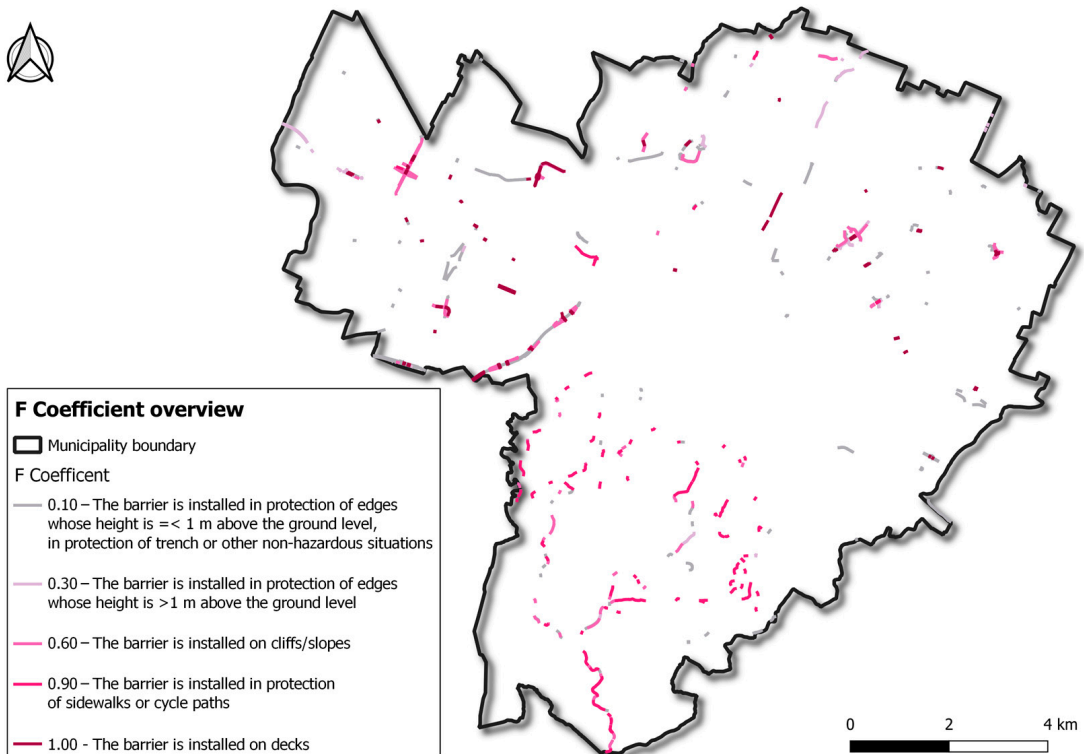 F Coefficient overview
Municipality boundary
F Coefficent
0.10 – The barrier is installed in protection of edges
whose height is =< 1 m above the ground level,
in protection of trench or other non-hazardous situations
0.30 – The barrier is installed in protection of edges
whose height is >1 m above the ground level
0.60 – The barrier is installed on cliffs/slopes
0.90 – The barrier is installed in protection
of sidewalks or cycle paths
1.00 - The barrier is installed on decks
0 2 4 km